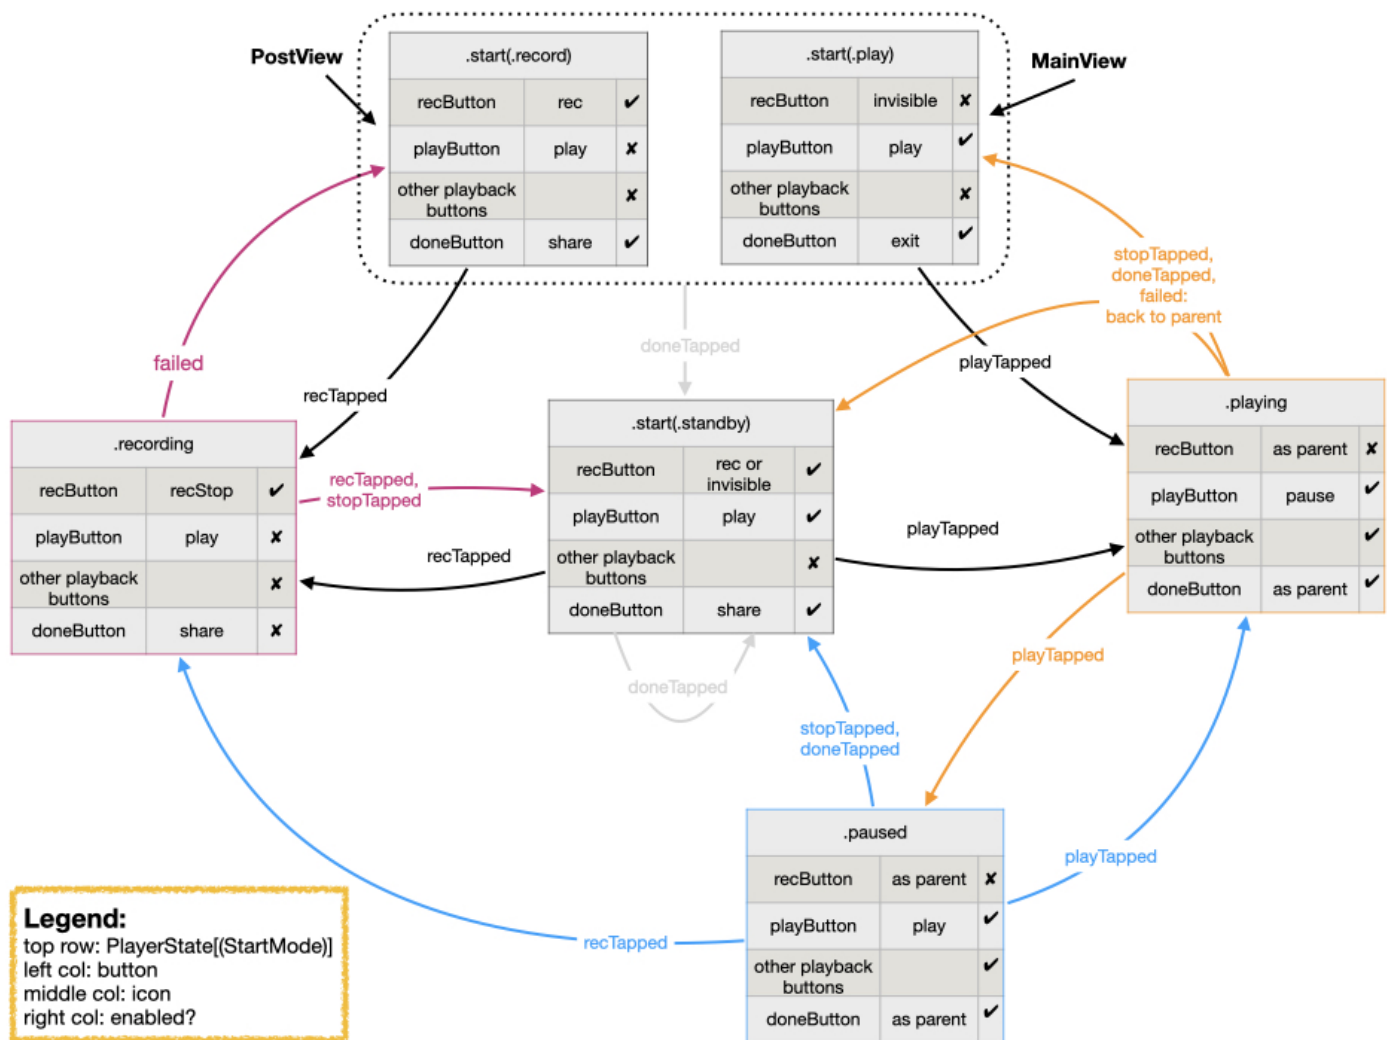 PostView
MainView
.start(.record)
recButton rec ✔
playButton play ✘
other playback
buttons ✘
doneButton share ✔
.start(.play)
recButton invisible ✘
playButton play ✔
other playback
buttons ✘
doneButton exit ✔
stopTapped,
doneTapped,
failed:
back to parent
doneTapped
playTapped
failed
recTapped
.recording
recButton recStop ✔
playButton play ✘
other playback
buttons ✘
doneButton share ✘
recTapped,
stopTapped
recTapped
.start(.standby)
recButton rec or
invisible ✔
playButton play ✔
other playback
buttons ✘
doneButton share ✔
doneTapped
playTapped
.playing
recButton as parent ✘
playButton pause ✔
other playback
buttons ✔
doneButton as parent ✔
playTapped
stopTapped,
doneTapped
playTapped
recTapped
.paused
recButton as parent ✘
playButton play ✔
other playback
buttons ✔
doneButton as parent ✔
Legend:
top row: PlayerState[(StartMode)]
left col: button
middle col: icon
right col: enabled?